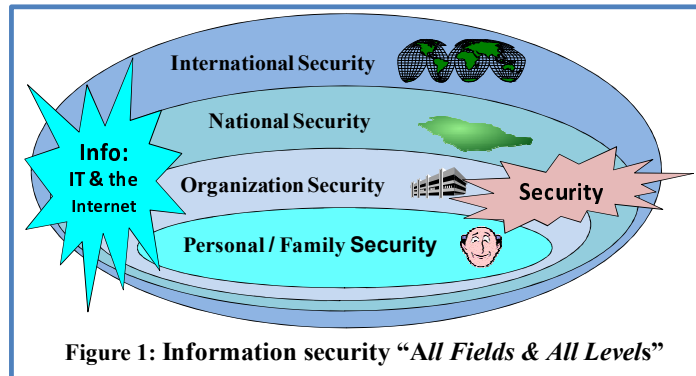 International Security
National Security
Info:
IT & the
Internet
Organization Security
Security
Personal / Family Security
Figure 1: Information security “All Fields & All Levels”